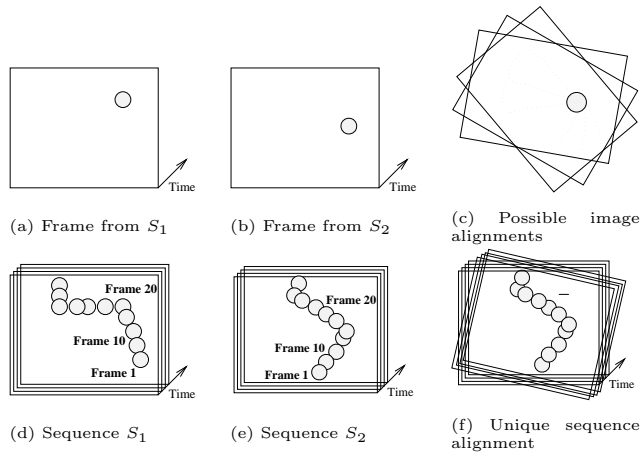 Time
Time
Time
(a) Frame from S1
(b) Frame from S2
(c) Possible image
alignments
Frame 20
Frame 10
Frame 1
Time
Frame 20
Frame 10
Frame 1
Time
Time
(d) Sequence S1
(e) Sequence S2
(f) Unique sequence
alignment